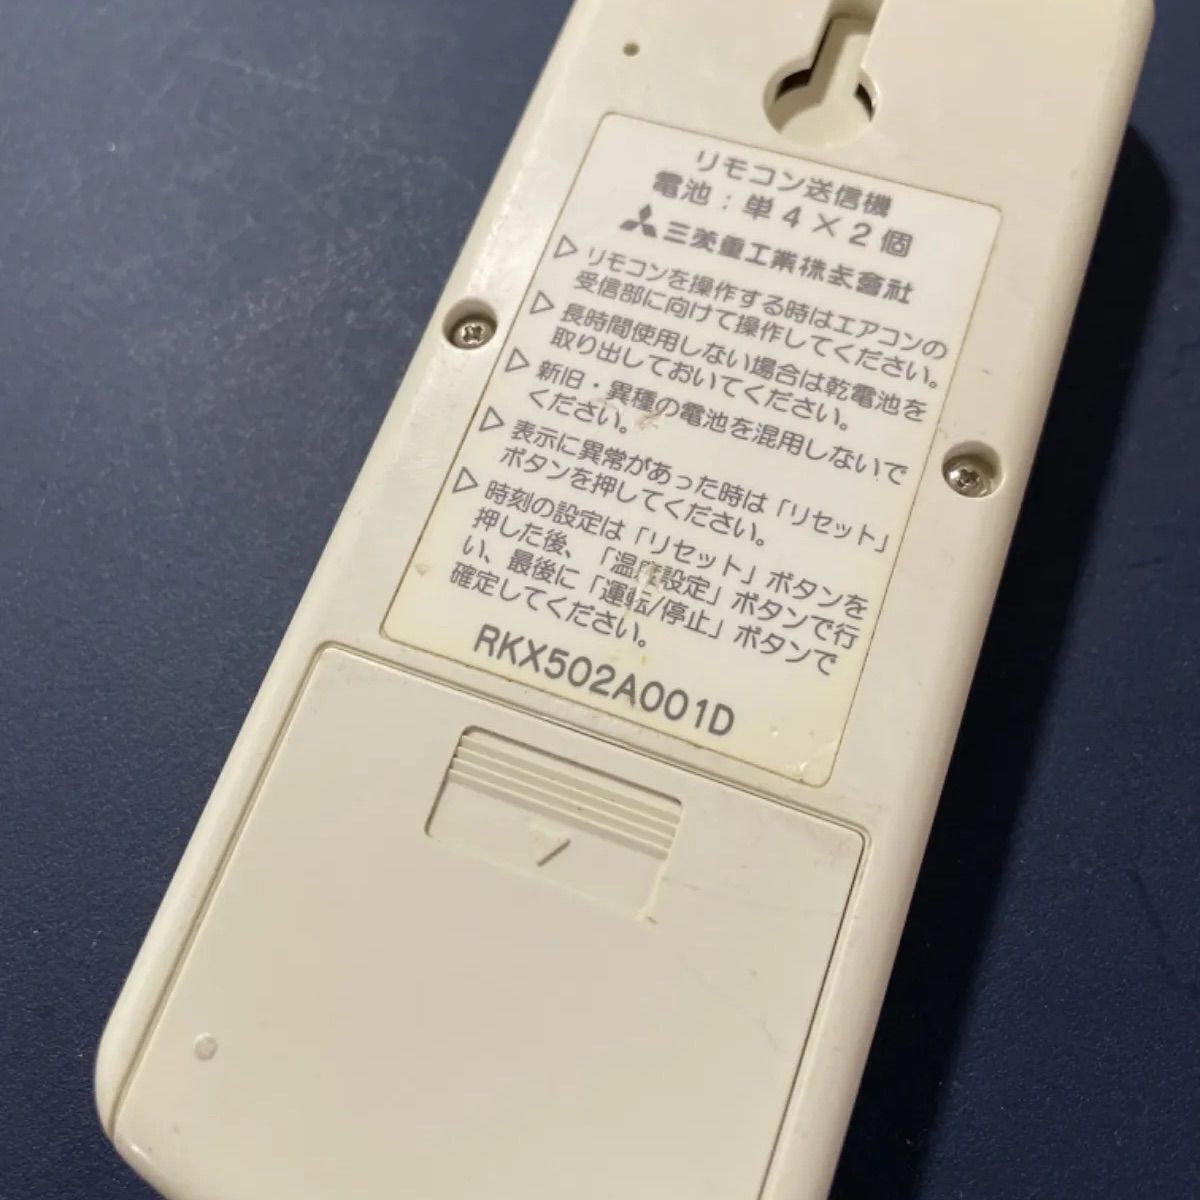 リモコン送信機
電池：単4×2個
三菱重工業株式會社
▷ リモコンを操作する時はエアコンの
受信部に向けて操作してください。
▷ 長時間使用しない場合は乾電池を
取り出しておいてください。
▷ 新旧・異種の電池を混用しないで
ください。
▷ 表示に異常があった時は「リセット」
ボタンを押してください。
▷ 時刻の設定は「リセット」ボタンを
押した後、「温度設定」ボタンで行
い、最後に「運転/停止」ボタンで
確定してください。
RKX502A001D